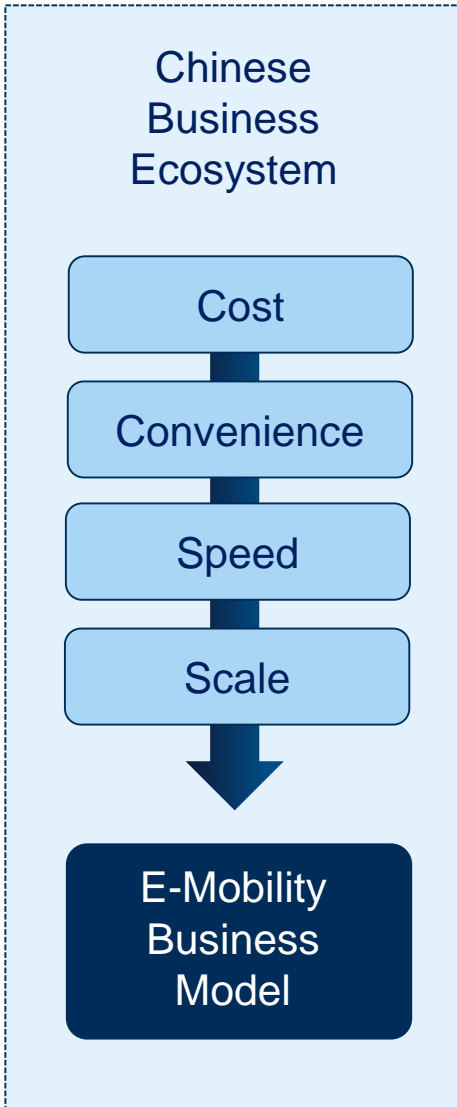 Chinese
Business
Ecosystem
Cost
Convenience
Speed
Scale
E-Mobility
Business
Model